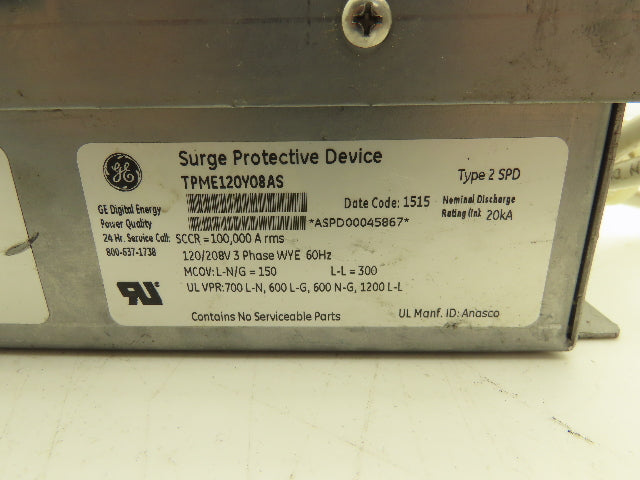 GE
Surge Protective Device
TPME120Y08AS
Type 2 SPD
GE Digital Energy
Power Quality
24 Hr. Service Call:
800-637-1738
Date Code: 1515
Nominal Discharge
Rating (In): 20kA
*ASPD00045867*
SCCR = 100,000 A rms
120/208V 3 Phase WYE 60Hz
MCOV: L-N/G = 150 L-L = 300
UL VPR: 700 L-N, 600 L-G, 600 N-G, 1200 L-L
Contains No Serviceable Parts
UL Manf. ID: Anasco